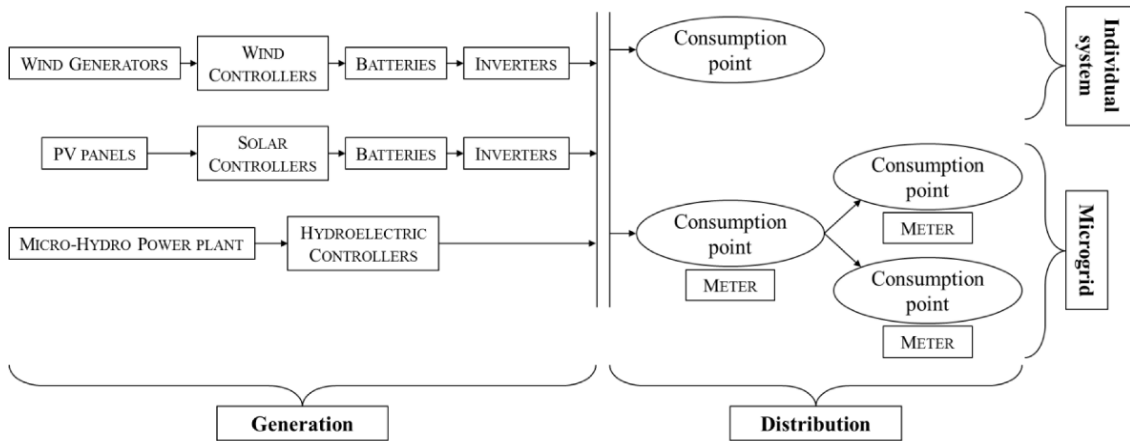 WIND GENERATORS
WIND
CONTROLLERS
BATTERIES
INVERTERS
Consumption
point
Individual
system
PV PANELS
SOLAR
CONTROLLERS
BATTERIES
INVERTERS
MICRO-HYDRO POWER PLANT
HYDROELECTRIC
CONTROLLERS
Consumption
point
METER
Consumption
point
METER
Consumption
point
METER
Microgrid
Generation
Distribution